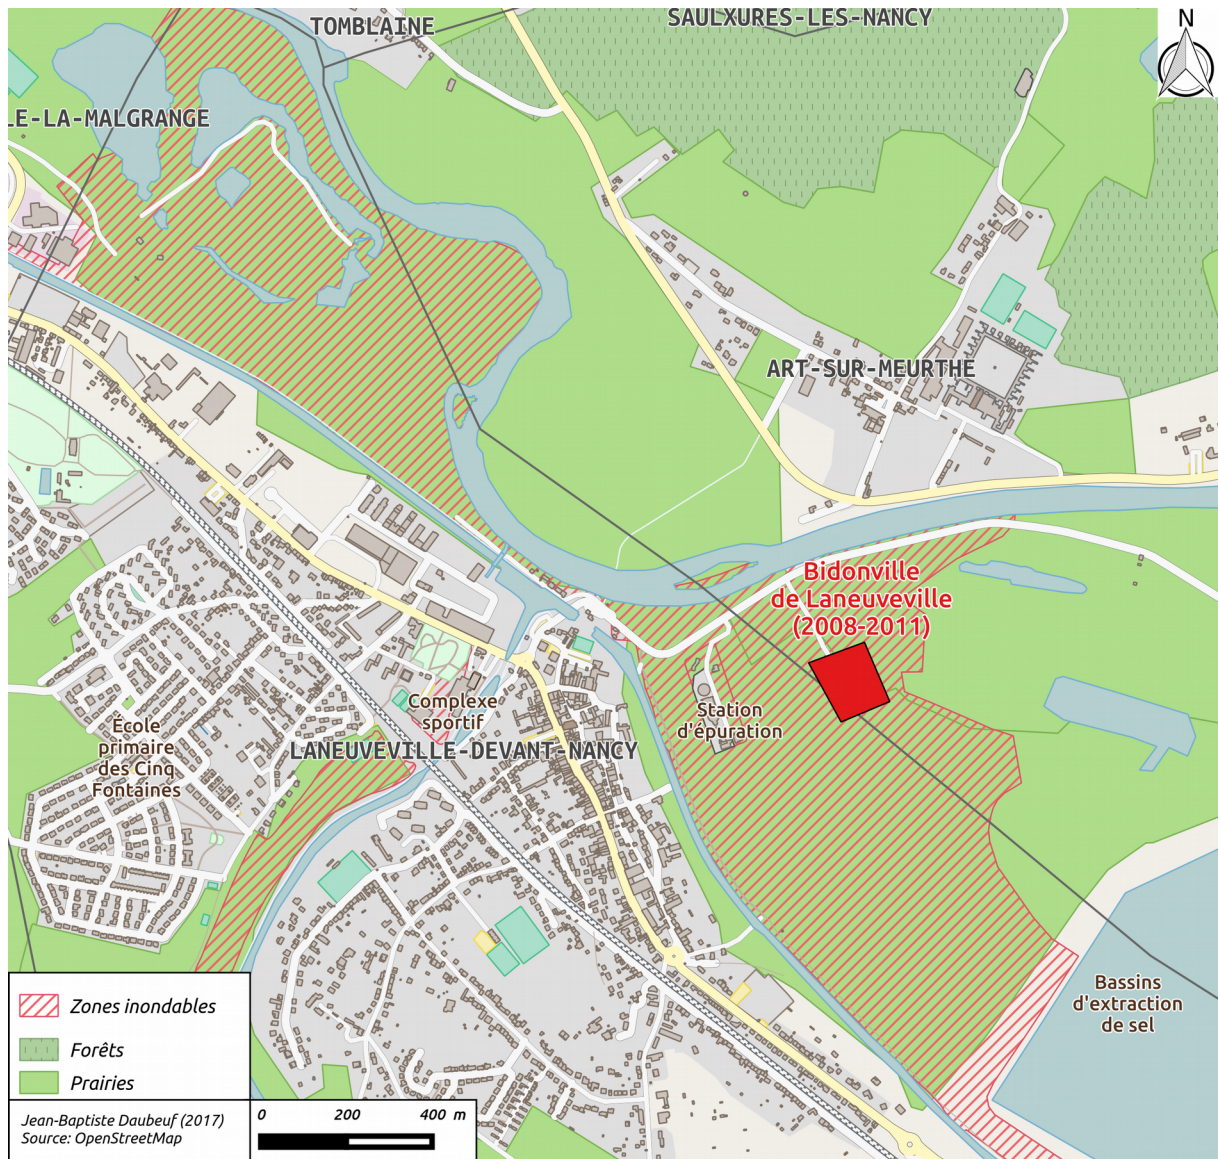 TOMBLAINE
SAULXURES-LES-NANCY
N
LE-LA-MALGRANGE
ART-SUR-MEURTHE
Bidonville
de Laneuveville
(2008-2011)
Station
d'épuration
Complexe
sportif
LANEUVEVILLE-DEVANT-NANCY
École
primaire
des Cinq
Fontaines
Bassins
d'extraction
de sel
Zones inondables
Forêts
Prairies
Jean-Baptiste Daubeuf (2017)
Source: OpenStreetMap
0 200 400 m